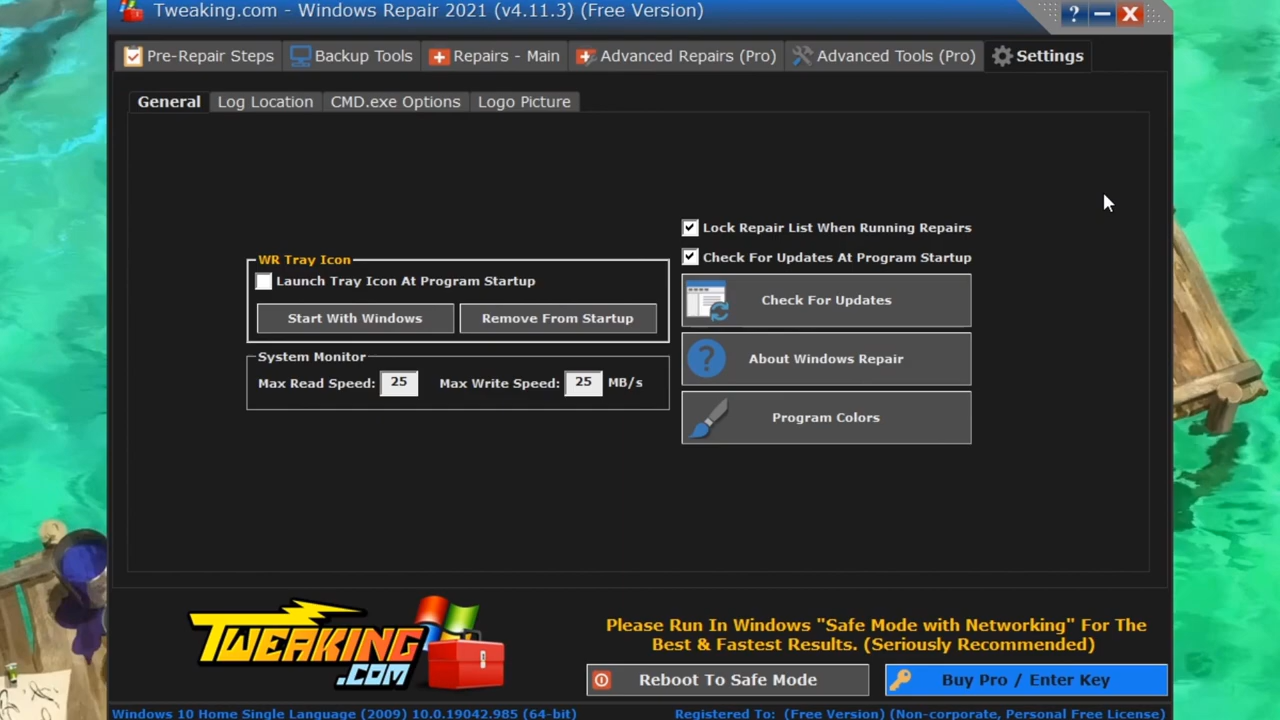 Tweaking.com - Windows Repair 2021 (v4.11.3) (Free Version)
?
Pre-Repair Steps
Backup Tools
Repairs - Main
Advanced Repairs (Pro)
Advanced Tools (Pro)
Settings
General
Log Location
CMD.exe Options
Logo Picture
WR Tray Icon
Launch Tray Icon At Program Startup
Start With Windows
Remove From Startup
System Monitor
Max Read Speed: 25 Max Write Speed: 25 MB/s
Lock Repair List When Running Repairs
Check For Updates At Program Startup
Check For Updates
? About Windows Repair
Program Colors
TWEAKING
.COM
Please Run In Windows "Safe Mode with Networking" For The
Best & Fastest Results. (Seriously Recommended)
Reboot To Safe Mode
Buy Pro / Enter Key
Windows 10 Home Single Language (2009) 10.0.19042.985 (64-bit)
Registered To: (Free Version) (Non-corporate, Personal Free License)